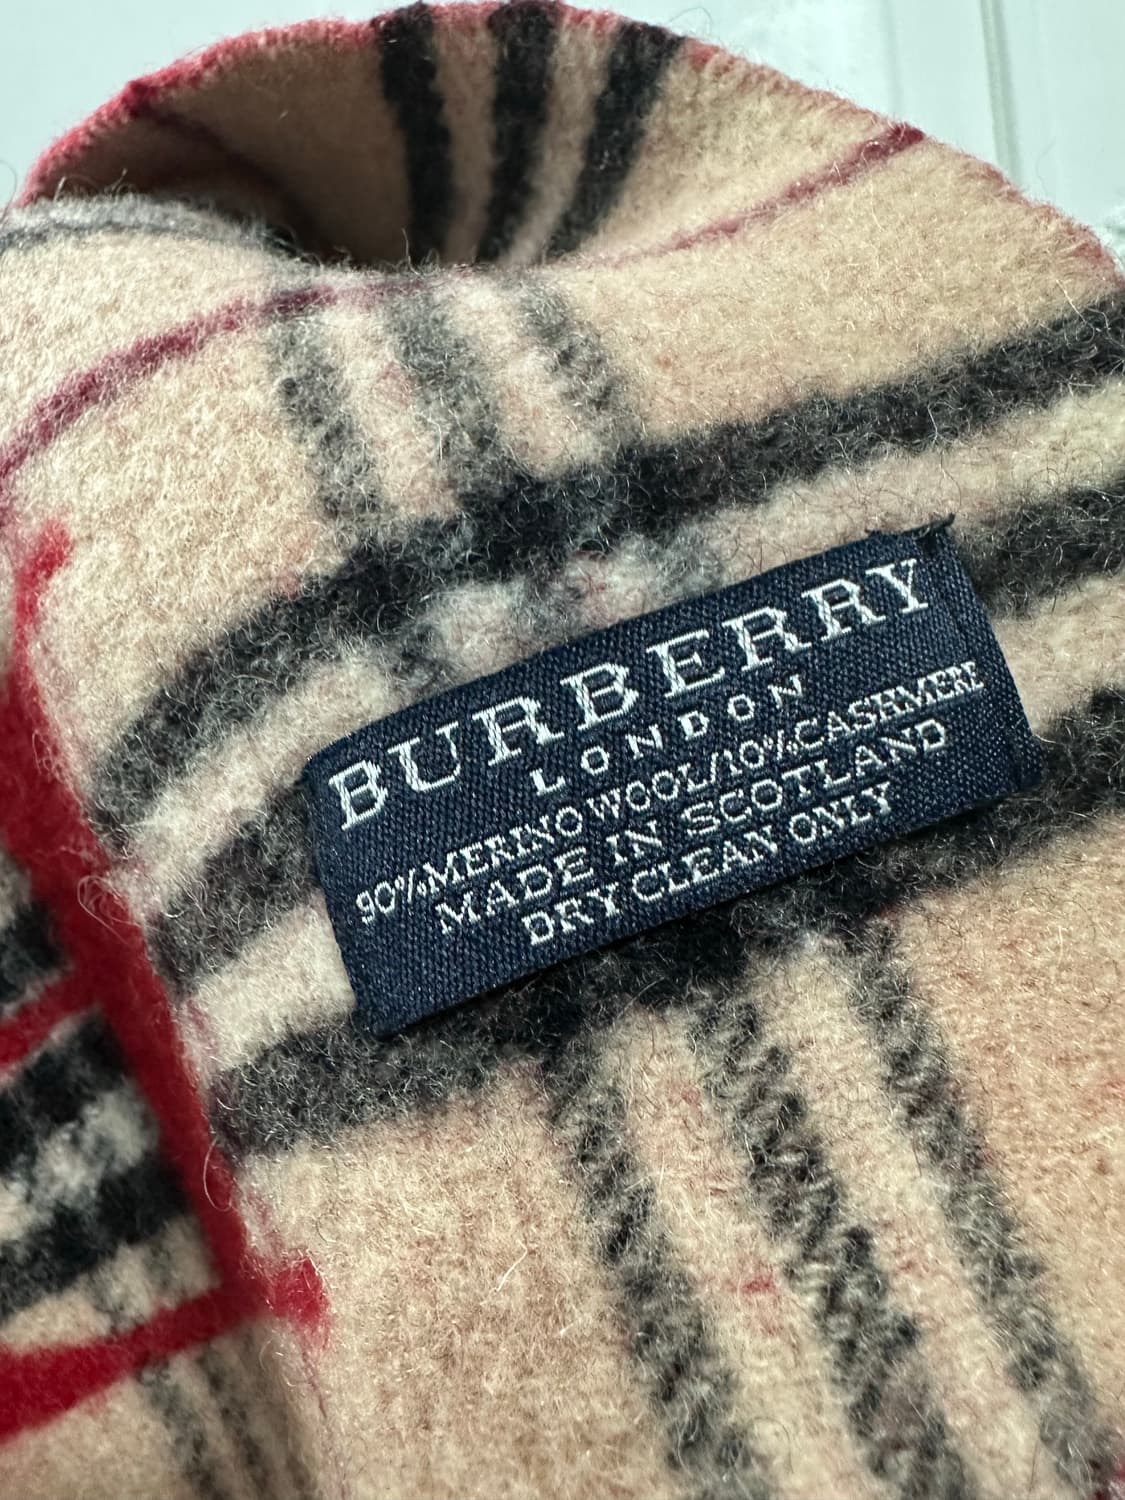 BURBERRY
LONDON
90%MERINO WOOL/10%CASHMERE
MADE IN SCOTLAND
DRY CLEAN ONLY